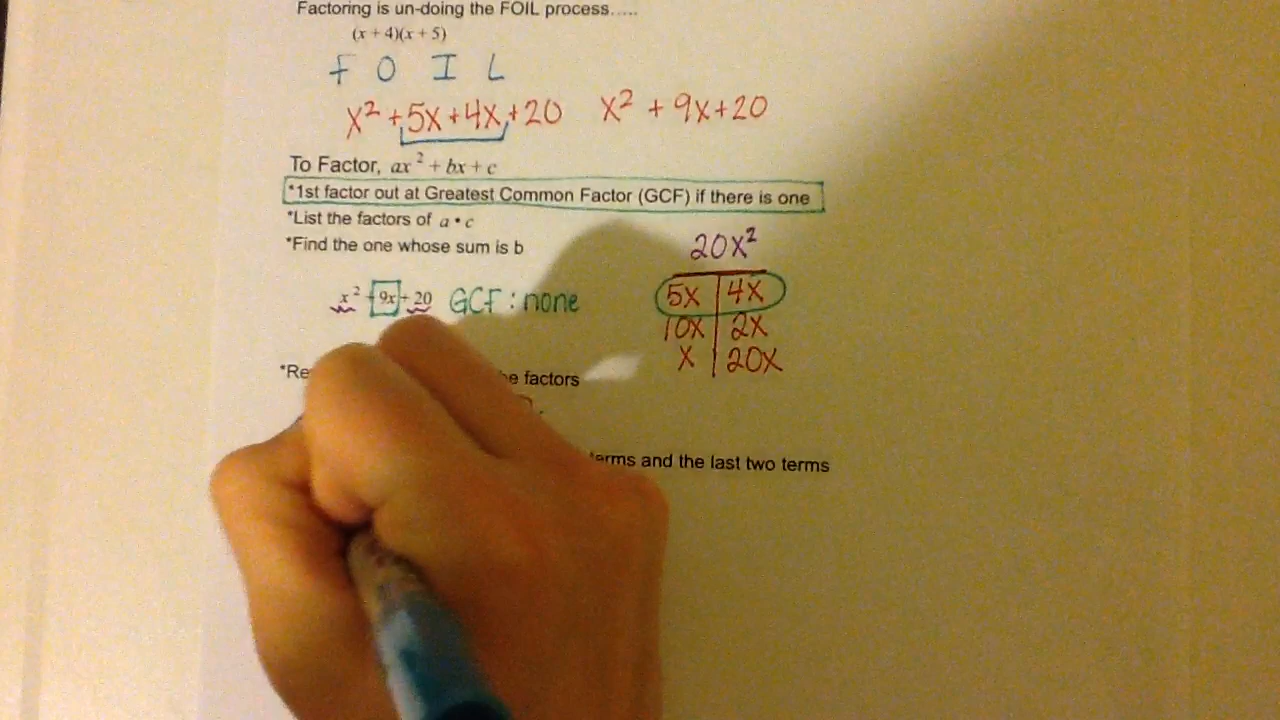 Factoring is un-doing the FOIL process.....
(x + 4)(x + 5)
F O I L
x² + 5x + 4x + 20 x² + 9x + 20
To Factor, ax² + bx + c
*1st factor out at Greatest Common Factor (GCF) if there is one
*List the factors of a • c
*Find the one whose sum is b
20x²
x² + 9x + 20 GCF : none
5x 4x
10x 2x
x 20x
*Re factors
terms and the last two terms